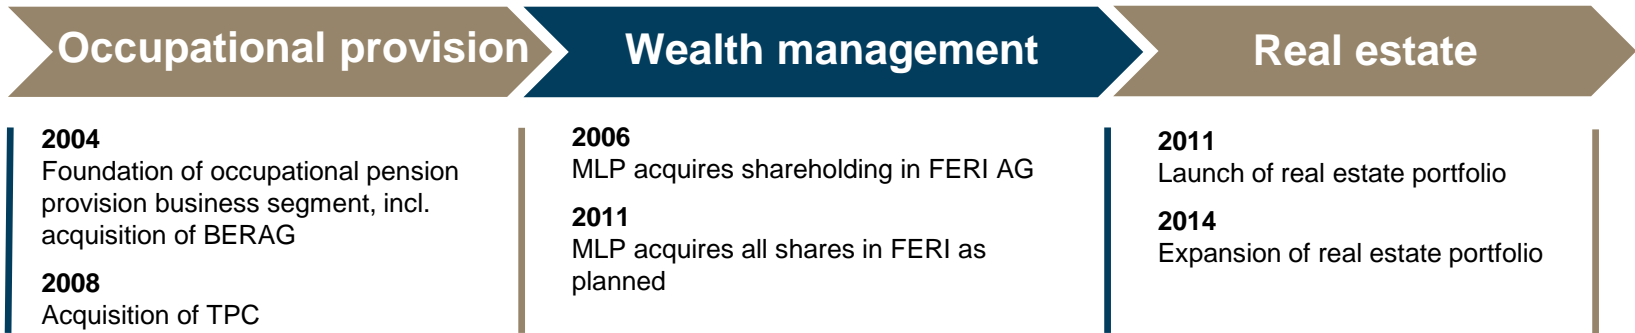 Occupational provision
Wealth management
Real estate
2004
Foundation of occupational pension
provision business segment, incl.
acquisition of BERAG
2008
Acquisition of TPC
2006
MLP acquires shareholding in FERI AG
2011
MLP acquires all shares in FERI as
planned
2011
Launch of real estate portfolio
2014
Expansion of real estate portfolio